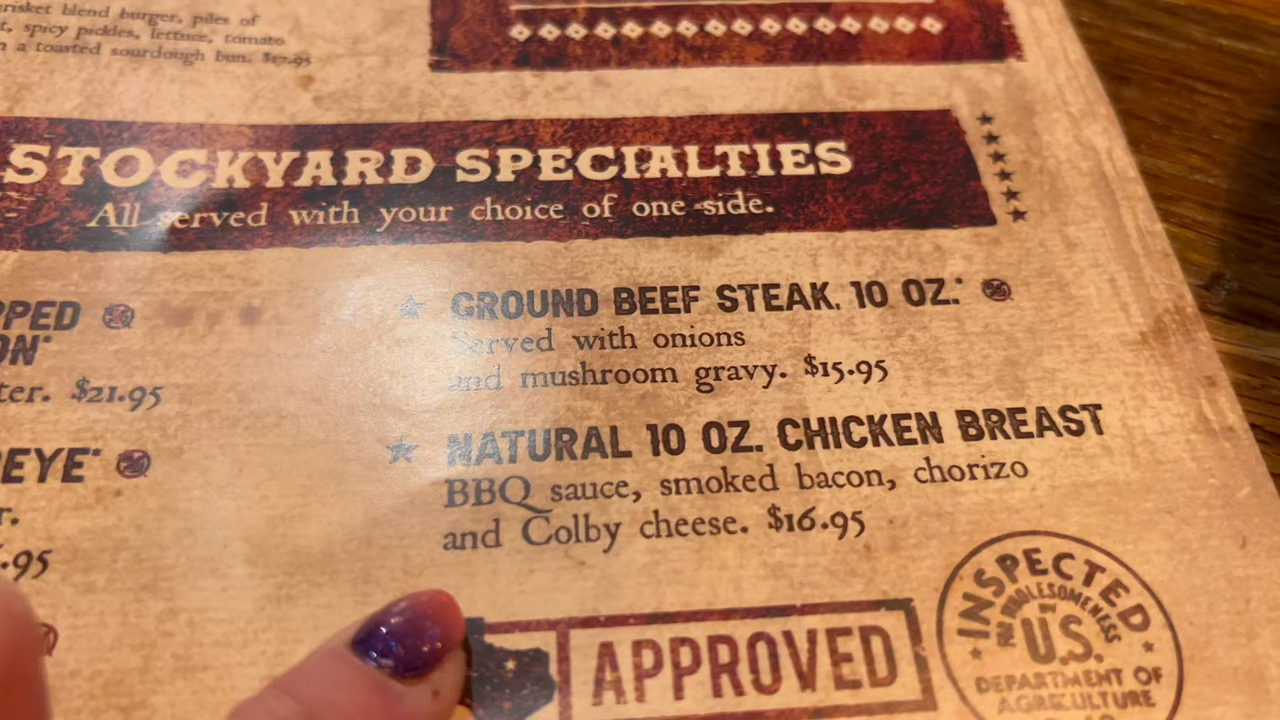 risket blend burger, piles of
t, spicy pickles, lettuce, tomato
n a toasted sourdough bun. $17.95
STOCKYARD SPECIALTIES
All served with your choice of one side.
PPED
ON*
ter. $21.95
EYE*
r.
.95
GROUND BEEF STEAK, 10 OZ.*
Served with onions
and mushroom gravy. $15.95
NATURAL 10 OZ. CHICKEN BREAST
BBQ sauce, smoked bacon, chorizo
and Colby cheese. $16.95
APPROVED
INSPECTED
FOR WHOLESOMENESS
BY
U.S.
DEPARTMENT OF
AGRICULTURE